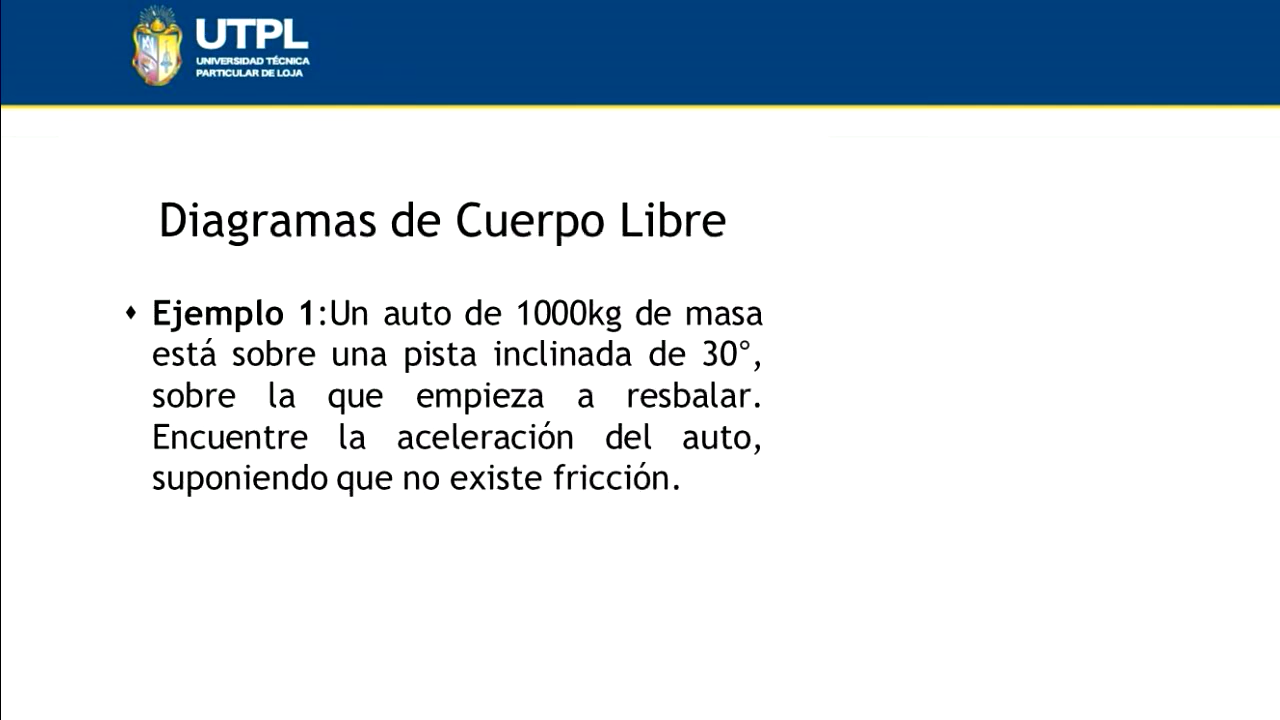 UTPL
UNIVERSIDAD TÉCNICA
PARTICULAR DE LOJA
Diagramas de Cuerpo Libre
Ejemplo 1:Un auto de 1000kg de masa
está sobre una pista inclinada de 30°,
sobre la que empieza a resbalar.
Encuentre la aceleración del auto,
suponiendo que no existe fricción.